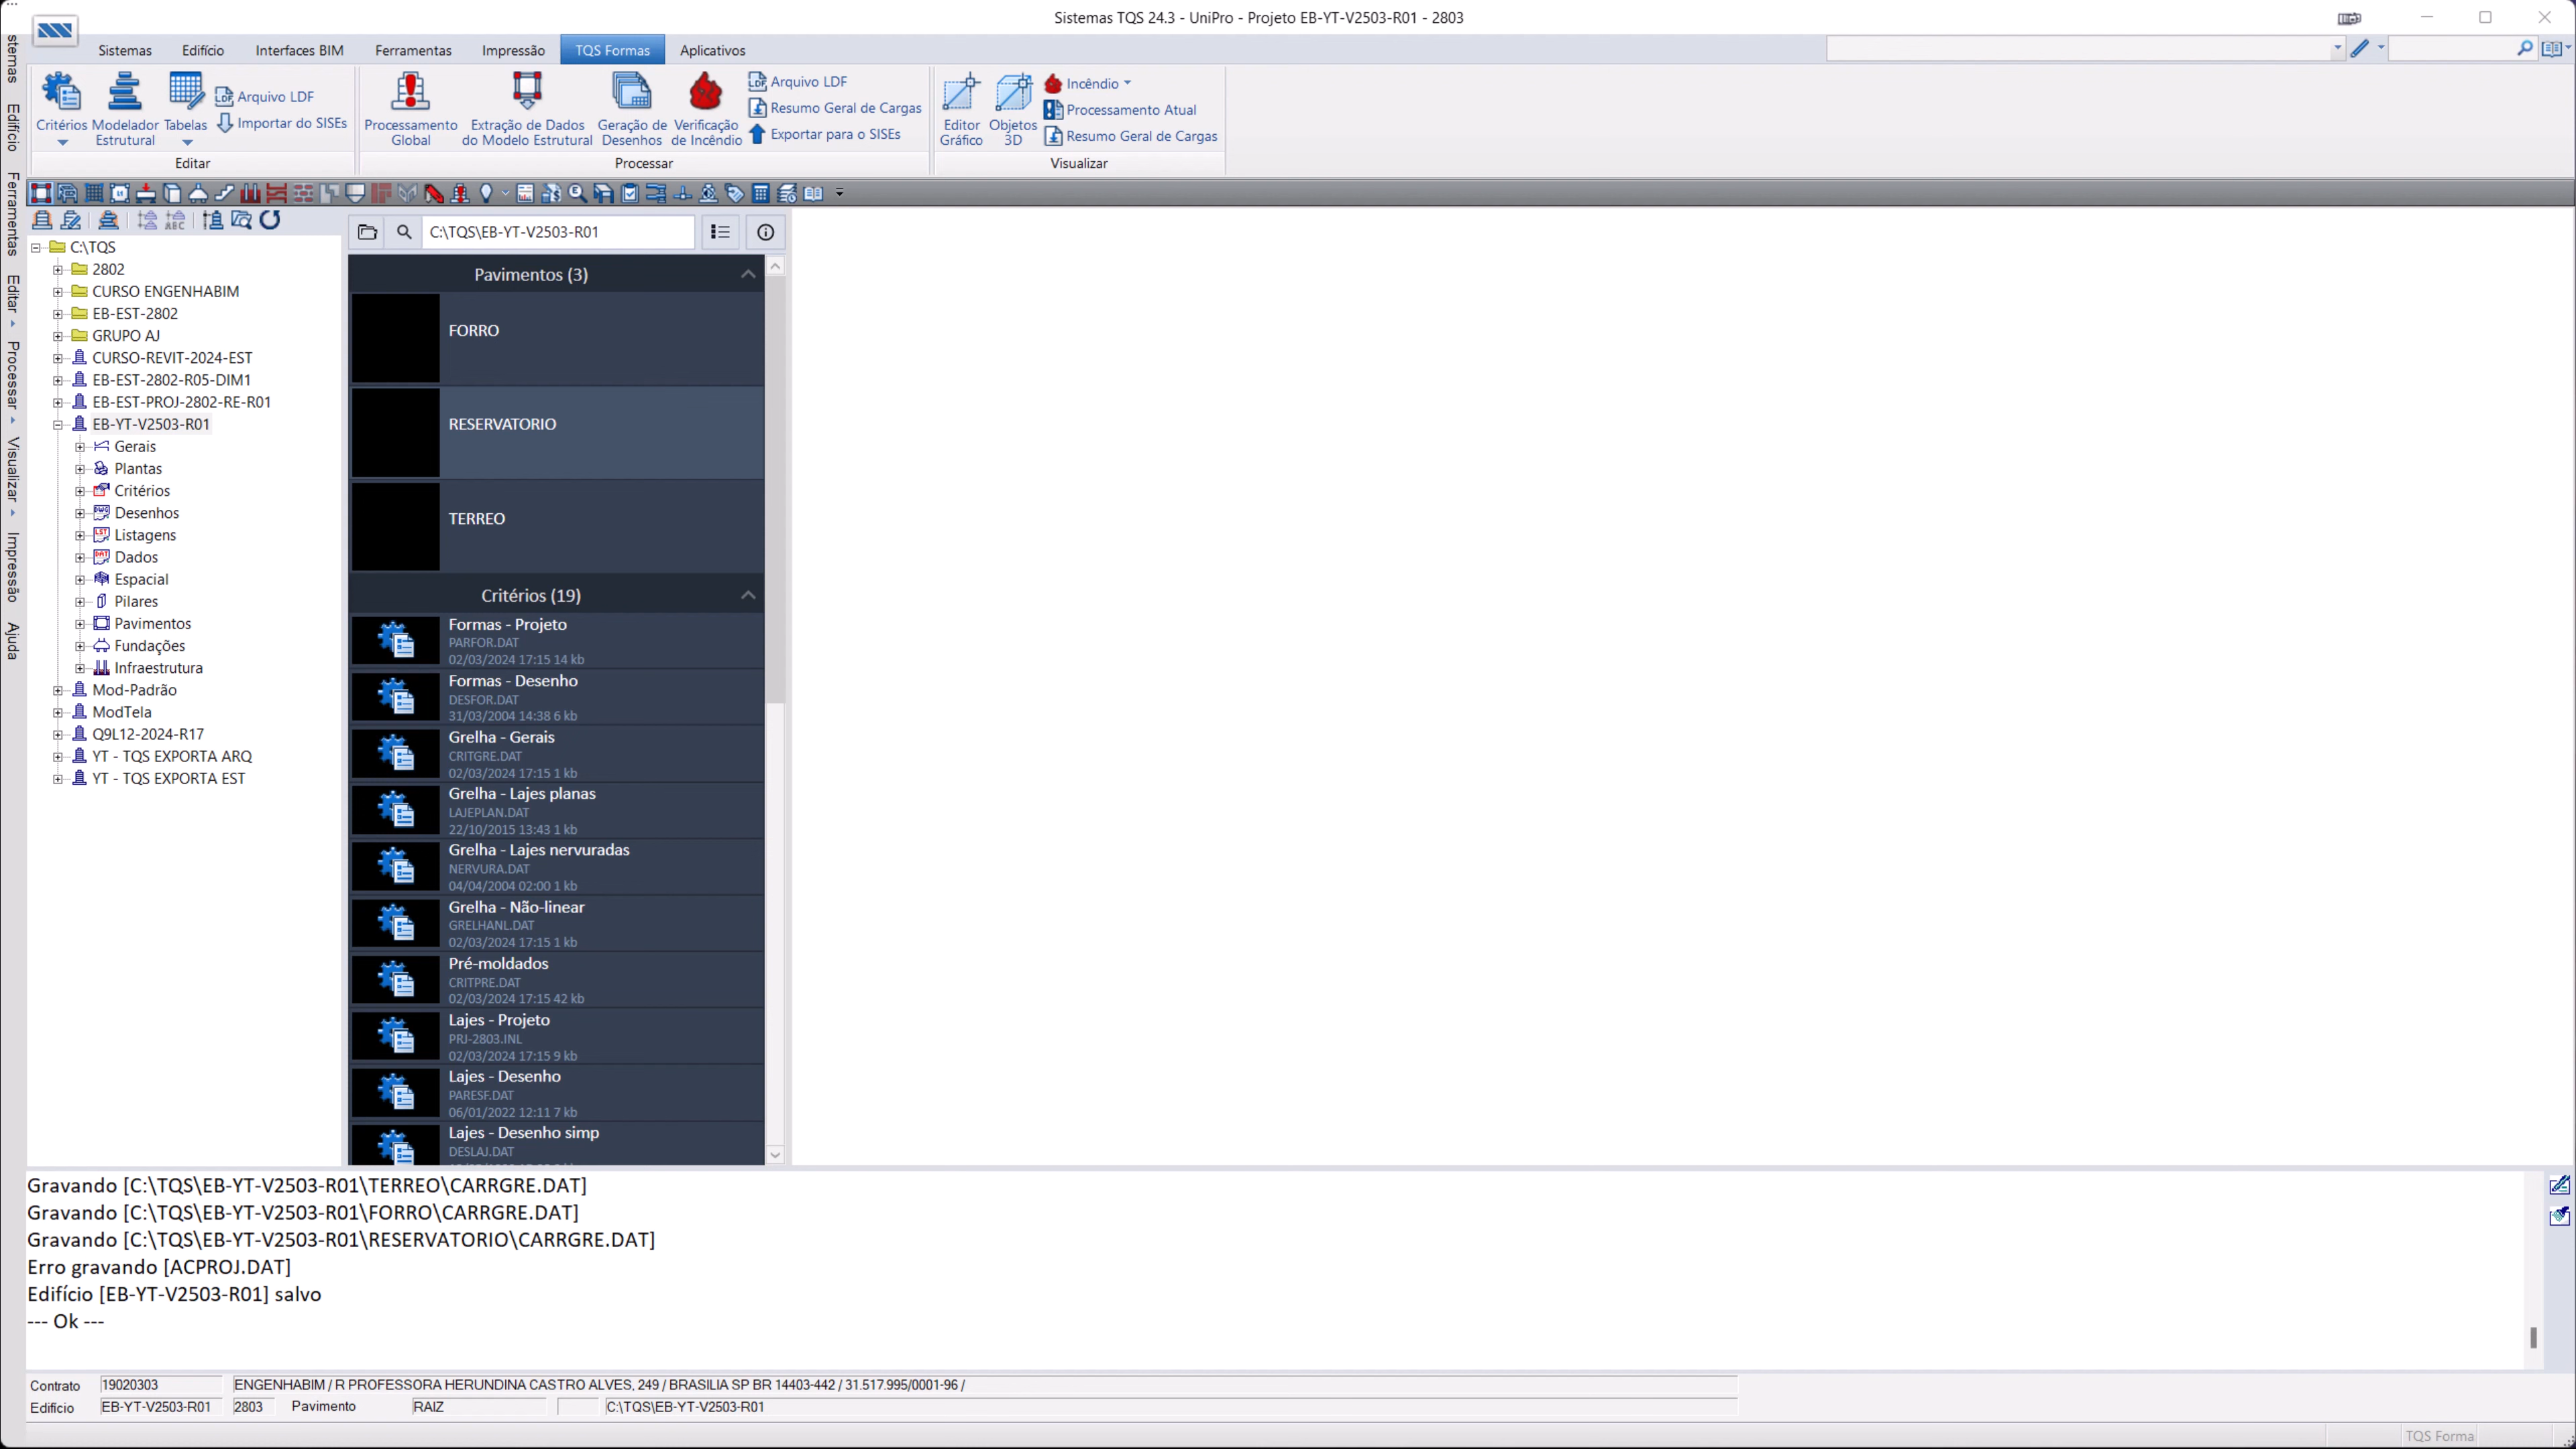 Sistemas TQS 24.3 - UniPro - Projeto EB-YT-V2503-R01 - 2803
Sistemas
Edifício
Interfaces BIM
Ferramentas
Impressão
TQS Formas
Aplicativos
Critérios
Modelador Estrutural
Tabelas
Arquivo LDF
Importar do SISEs
Editar
Processamento Global
Extração de Dados do Modelo Estrutural
Geração de Desenhos
Verificação de Incêndio
Arquivo LDF
Resumo Geral de Cargas
Exportar para o SISEs
Processar
Editor Gráfico
Objetos 3D
Incêndio
Processamento Atual
Resumo Geral de Cargas
Visualizar
stemas
Edifício
Ferramentas
Editar
Processar
Visualizar
Impressão
Ajuda
C:\TQS
2802
CURSO ENGENHABIM
EB-EST-2802
GRUPO AJ
CURSO-REVIT-2024-EST
EB-EST-2802-R05-DIM1
EB-EST-PROJ-2802-RE-R01
EB-YT-V2503-R01
Gerais
Plantas
Critérios
Desenhos
Listagens
Dados
Espacial
Pilares
Pavimentos
Fundações
Infraestrutura
Mod-Padrão
ModTela
Q9L12-2024-R17
YT - TQS EXPORTA ARQ
YT - TQS EXPORTA EST
C:\TQS\EB-YT-V2503-R01
Pavimentos (3)
FORRO
RESERVATORIO
TERREO
Critérios (19)
Formas - Projeto
PARFOR.DAT
02/03/2024 17:15 14 kb
Formas - Desenho
DESFOR.DAT
31/03/2004 14:38 6 kb
Grelha - Gerais
CRITGRE.DAT
02/03/2024 17:15 1 kb
Grelha - Lajes planas
LAJEPLAN.DAT
22/10/2015 13:43 1 kb
Grelha - Lajes nervuradas
NERVURA.DAT
04/04/2004 02:00 1 kb
Grelha - Não-linear
GRELHANL.DAT
02/03/2024 17:15 1 kb
Pré-moldados
CRITPRE.DAT
02/03/2024 17:15 42 kb
Lajes - Projeto
PRJ-2803.INL
02/03/2024 17:15 9 kb
Lajes - Desenho
PARESF.DAT
06/01/2022 12:11 7 kb
Lajes - Desenho simp
DESLAJ.DAT
Gravando [C:\TQS\EB-YT-V2503-R01\TERREO\CARRGRE.DAT]
Gravando [C:\TQS\EB-YT-V2503-R01\FORRO\CARRGRE.DAT]
Gravando [C:\TQS\EB-YT-V2503-R01\RESERVATORIO\CARRGRE.DAT]
Erro gravando [ACPROJ.DAT]
Edifício [EB-YT-V2503-R01] salvo
--- Ok ---
Contrato 19020303 ENGENHABIM / R PROFESSORA HERUNDINA CASTRO ALVES, 249 / BRASILIA SP BR 14403-442 / 31.517.995/0001-96 /
Edifício EB-YT-V2503-R01 2803 Pavimento RAIZ C:\TQS\EB-YT-V2503-R01
TQS Forma